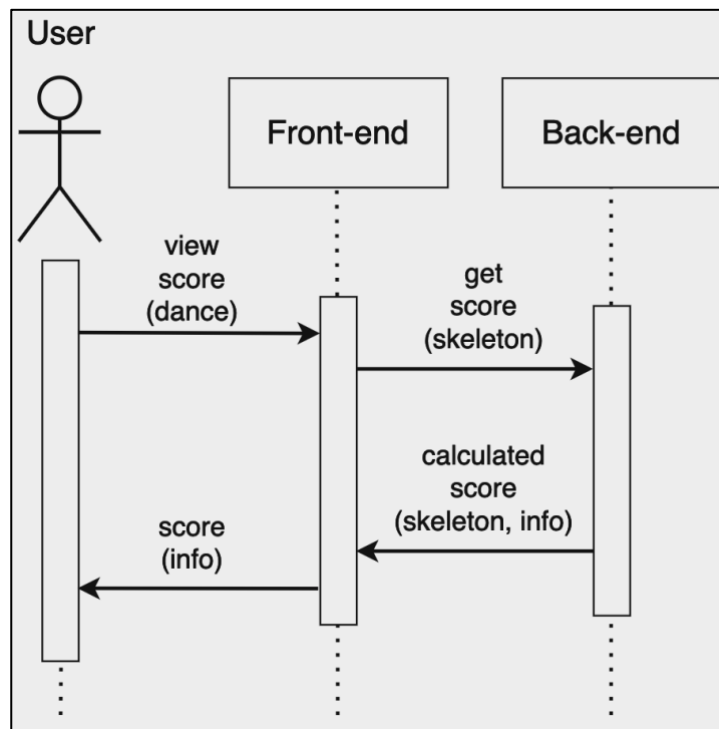 User
Front-end
Back-end
view
score
(dance)
get
score
(skeleton)
calculated
score
(skeleton, info)
score
(info)